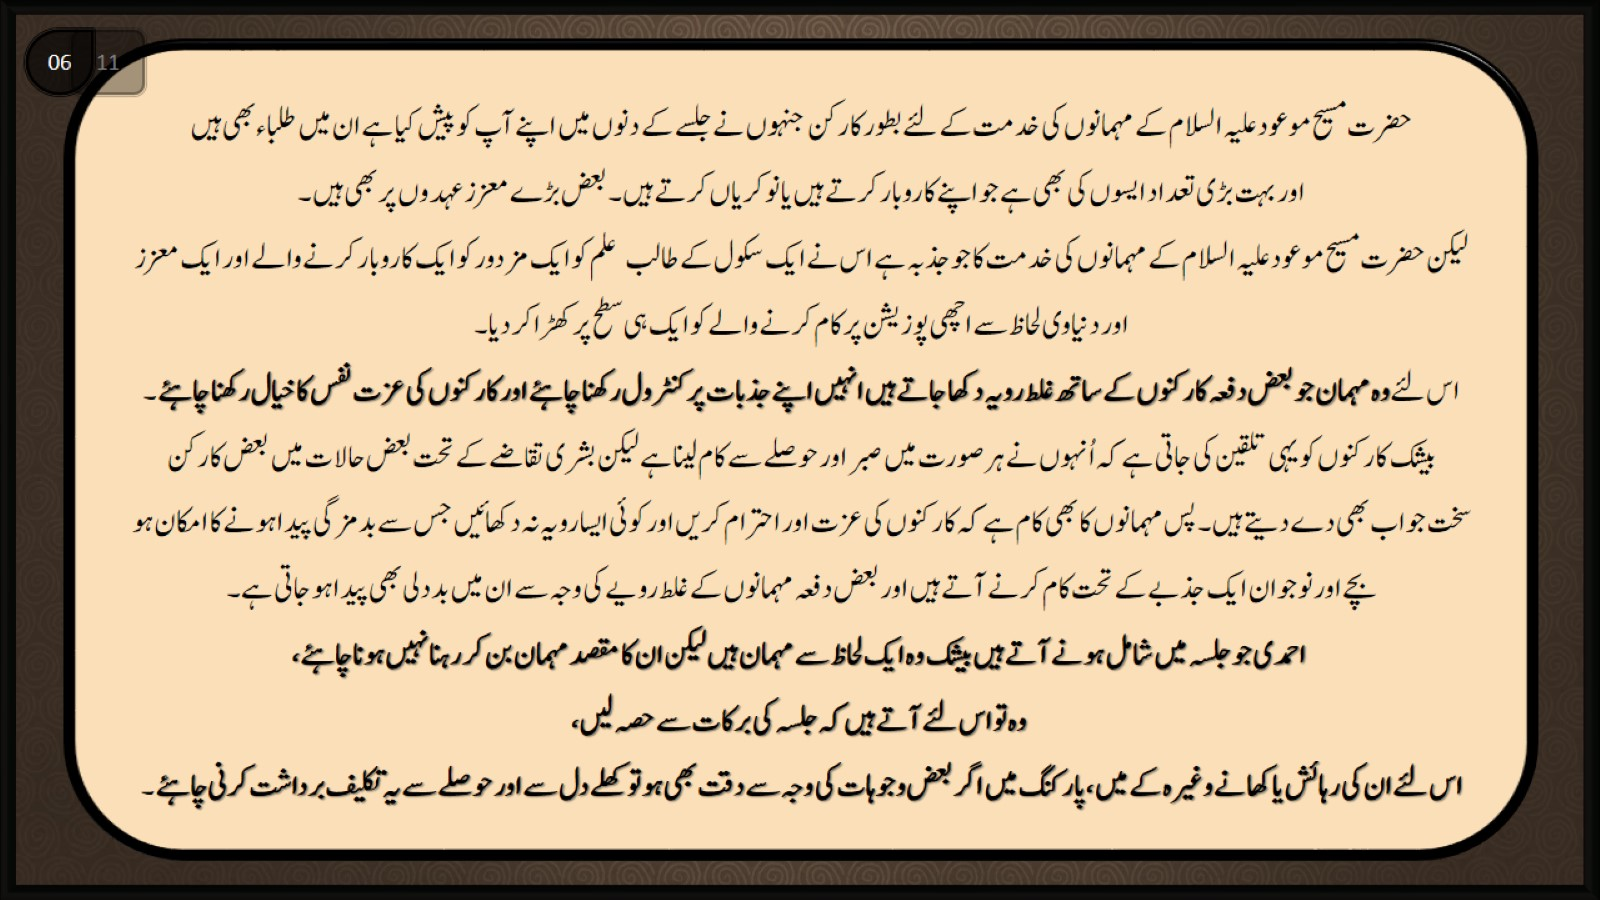 06 11
حضرت مسیح موعود علیہ السلام کے مہمانوں کی خدمت کے لئے بطور کارکن جنہوں نے جلسے کے دنوں میں اپنے آپ کو پیش کیا ہے ان میں طلباء بھی ہیں
اور بہت بڑی تعداد ایسوں کی بھی ہے جو اپنے کاروبار کرتے ہیں یا نوکریاں کرتے ہیں۔ بعض بڑے معزز عہدوں پر بھی ہیں۔
لیکن حضرت مسیح موعود علیہ السلام کے مہمانوں کی خدمت کا جو جذبہ ہے اس نے ایک سکول کے طالب علم کو ایک مزدور کو ایک کاروبار کرنے والے اور ایک معزز
اور دنیاوی لحاظ سے اچھی پوزیشن پر کام کرنے والے کو ایک ہی سطح پر کھڑا کر دیا۔
اس لئے وہ مہمان جو بعض دفعہ کارکنوں کے ساتھ غلط رویہ دکھا جاتے ہیں انہیں اپنے جذبات پر کنٹرول رکھنا چاہئے اور کارکنوں کی عزت نفس کا خیال رکھنا چاہئے۔
بیشک کارکنوں کو یہی تلقین کی جاتی ہے کہ اُنہوں نے ہر صورت میں صبر اور حوصلے سے کام لینا ہے لیکن بشری تقاضے کے تحت بعض حالات میں بعض کارکن
سخت جواب بھی دے دیتے ہیں۔ پس مہمانوں کا بھی کام ہے کہ کارکنوں کی عزت اور احترام کریں اور کوئی ایسا رویہ نہ دکھائیں جس سے بدمزگی پیدا ہونے کا امکان ہو
بچے اور نوجوان ایک جذبے کے تحت کام کرنے آتے ہیں اور بعض دفعہ مہمانوں کے غلط رویے کی وجہ سے ان میں بددلی بھی پیدا ہو جاتی ہے۔
احمدی جو جلسہ میں شامل ہونے آتے ہیں بیشک وہ ایک لحاظ سے مہمان ہیں لیکن ان کا مقصد مہمان بن کر رہنا نہیں ہونا چاہئے،
وہ تو اس لئے آتے ہیں کہ جلسہ کی برکات سے حصہ لیں،
اس لئے ان کی رہائش یا کھانے وغیرہ کے میں، پارکنگ میں اگر بعض وجوہات کی وجہ سے دقت بھی ہو تو کھلے دل سے اور حوصلے سے یہ تکلیف برداشت کرنی چاہئے۔